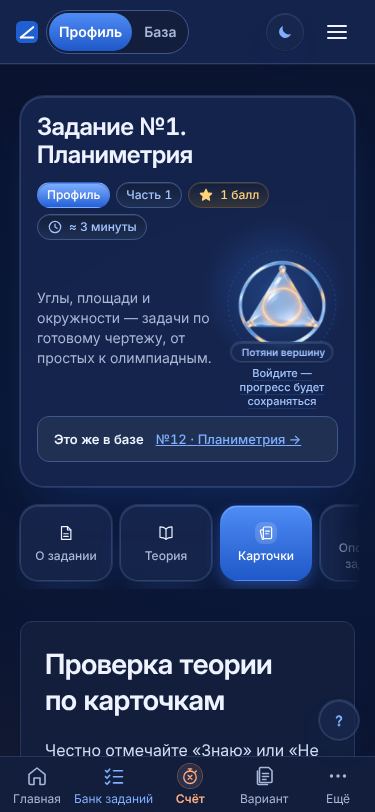 Профиль База
Задание №1.
Планиметрия
Профиль Часть 1 1 балл
≈ 3 минуты
Углы, площади и
окружности — задачи по
готовому чертежу, от
простых к олимпиадным.
Потяни вершину
Войдите —
прогресс будет
сохраняться
Это же в базе №12 · Планиметрия →
О задании Теория Карточки
Проверка теории
по карточкам
?
Честно отмечайте «Знаю» или «Не
Главная Банк заданий Счёт Вариант Ещё